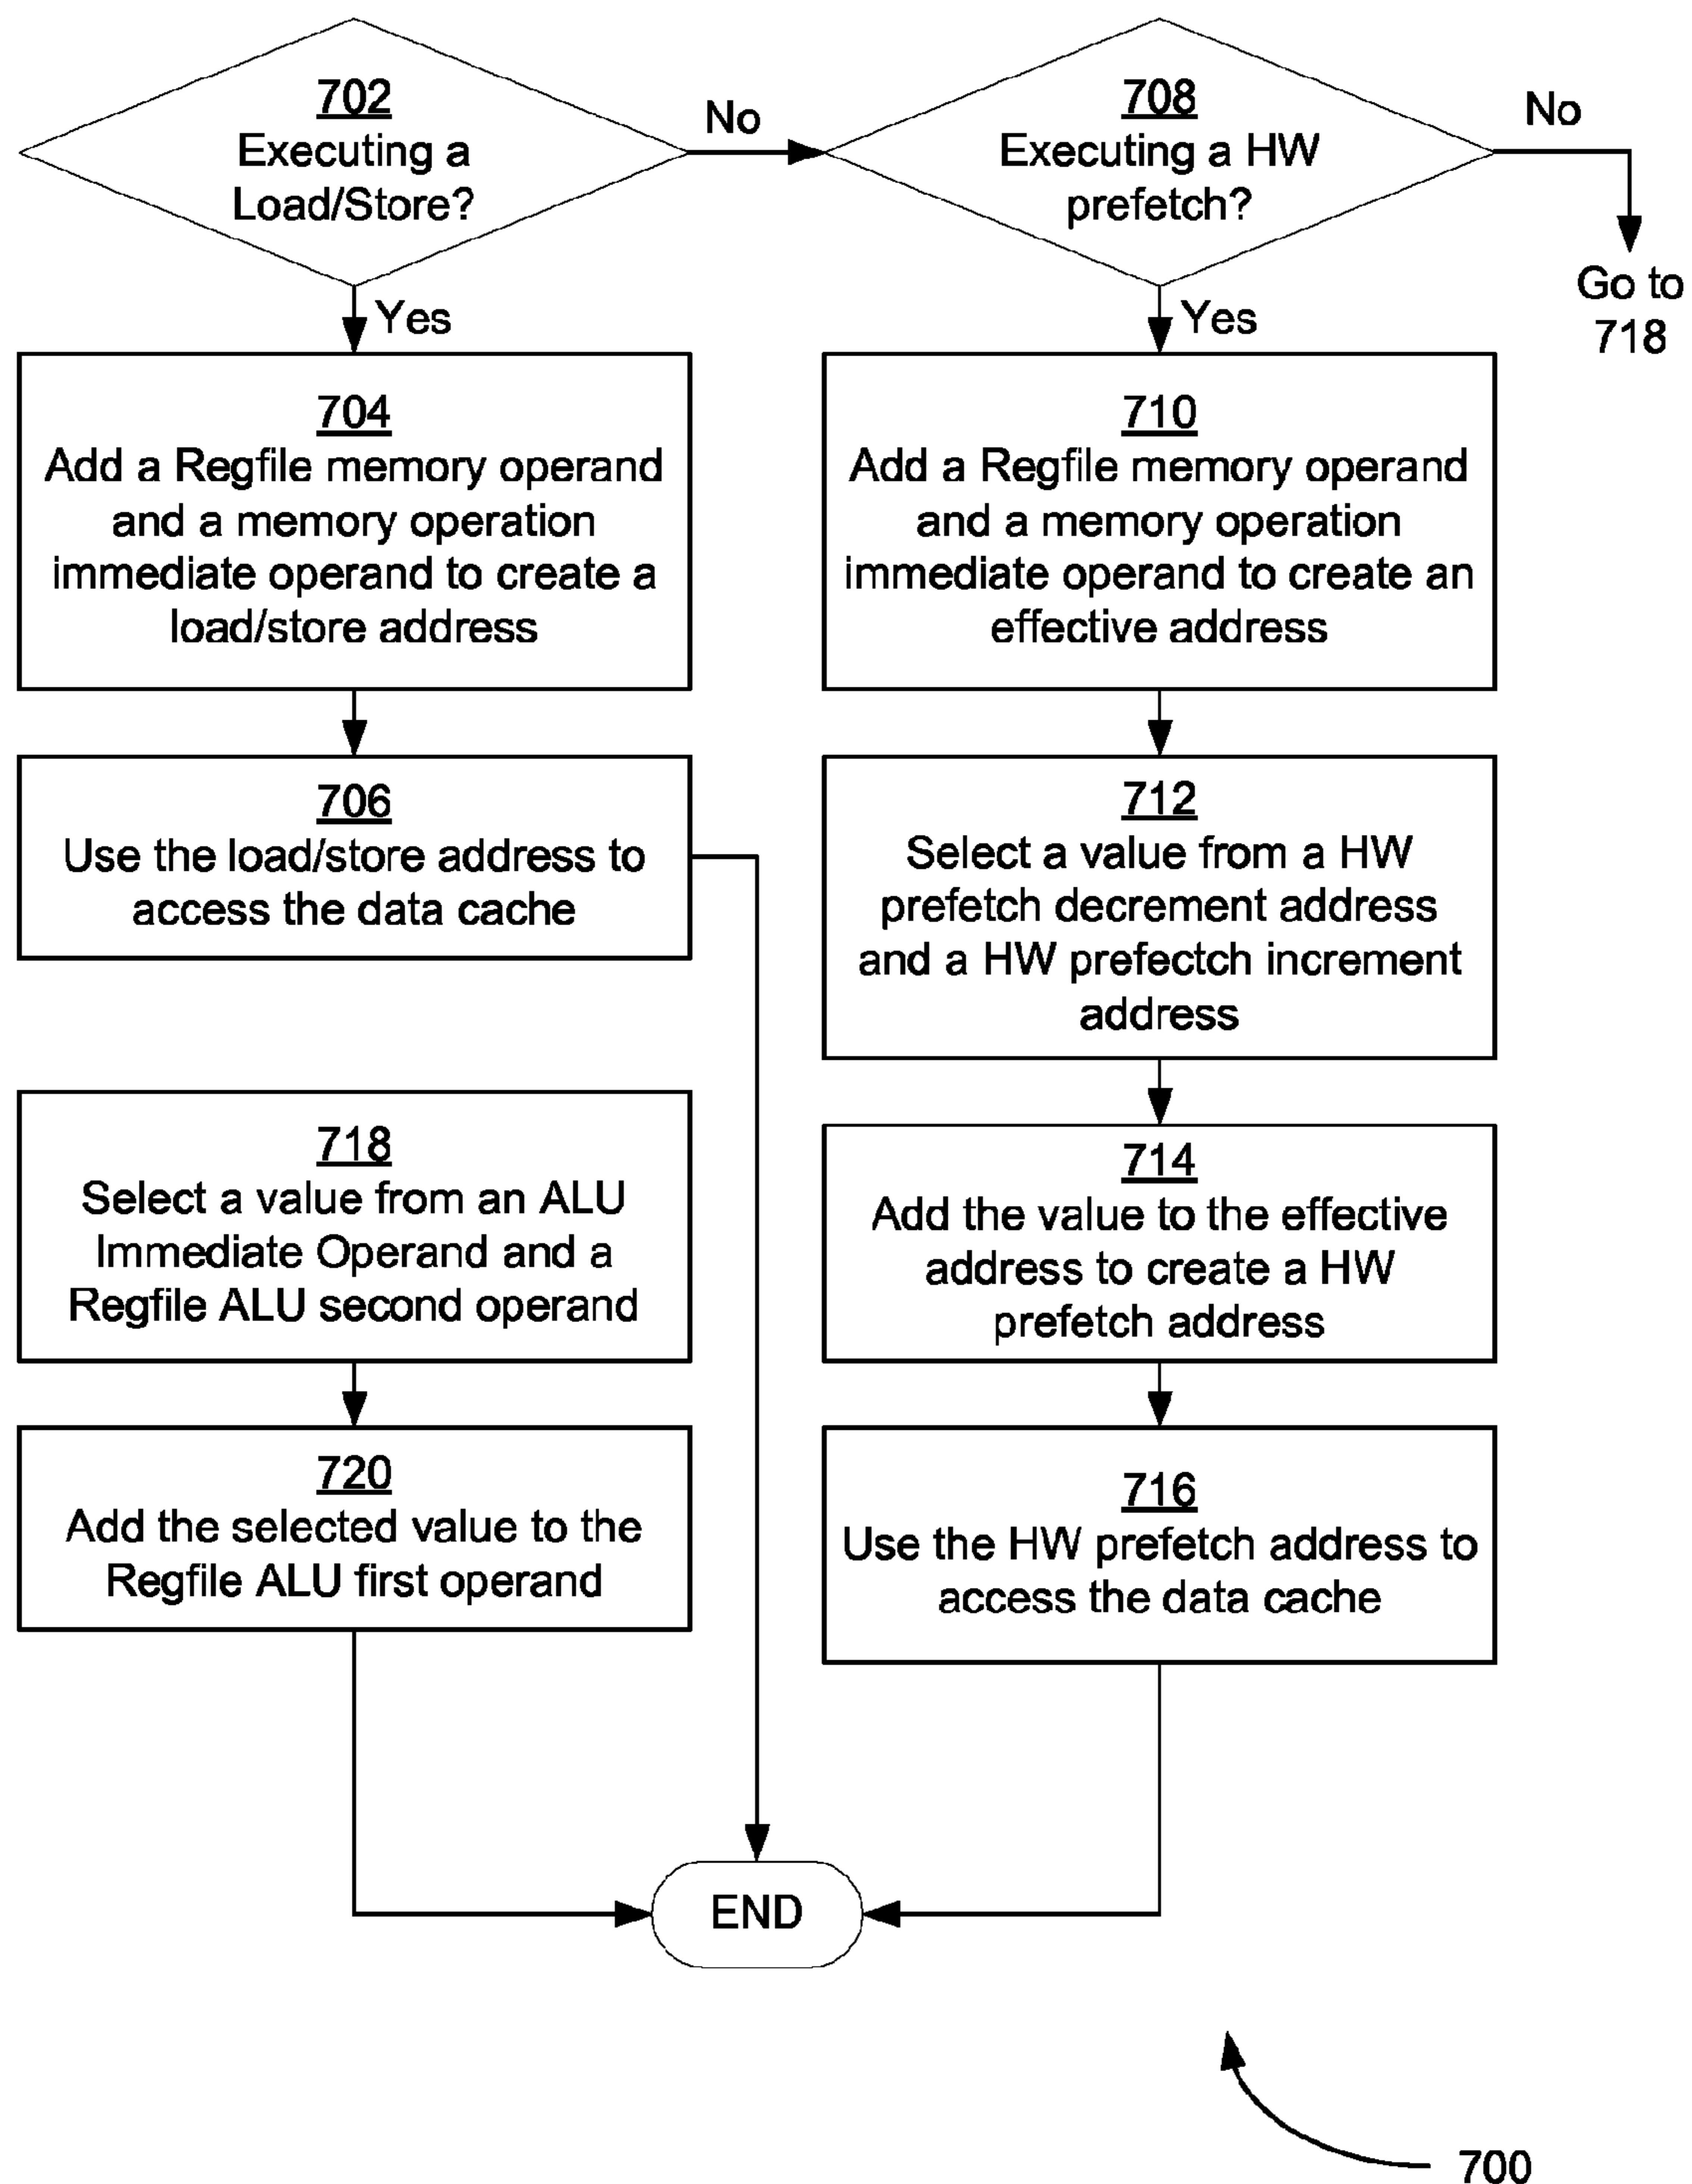 702
Executing a
Load/Store?
No
708
Executing a HW
prefetch?
No
Go to
718
Yes
Yes
704
Add a Regfile memory operand
and a memory operation
immediate operand to create a
load/store address
710
Add a Regfile memory operand
and a memory operation
immediate operand to create an
effective address
706
Use the load/store address to
access the data cache
712
Select a value from a HW
prefetch decrement address
and a HW prefectch increment
address
718
Select a value from an ALU
Immediate Operand and a
Regfile ALU second operand
714
Add the value to the effective
address to create a HW
prefetch address
720
Add the selected value to the
Regfile ALU first operand
716
Use the HW prefetch address to
access the data cache
END
700